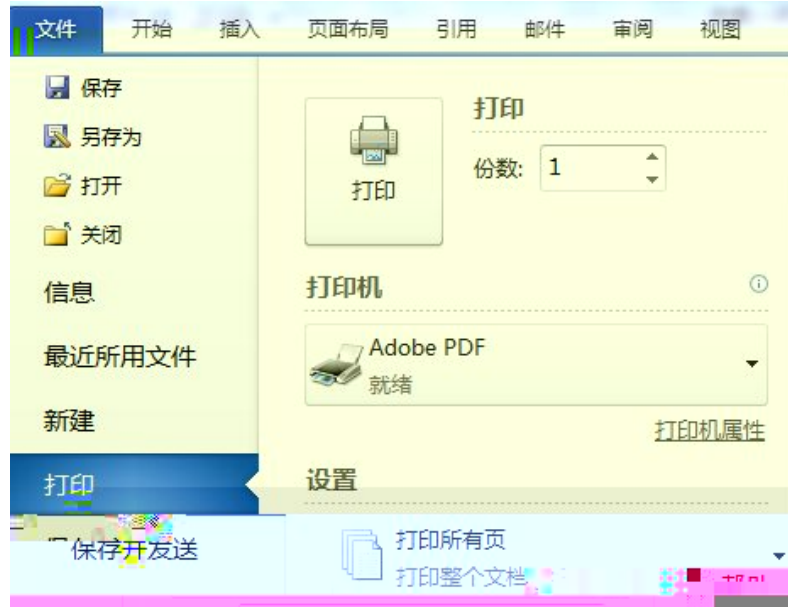 文件 开始 插入 页面布局 引用 邮件 审阅 视图
保存
另存为
打开
关闭
信息
最近所用文件
新建
打印
保存并发送
打印
打印
份数: 1
打印机
Adobe PDF
就绪
打印机属性
设置
打印所有页
打印整个文档